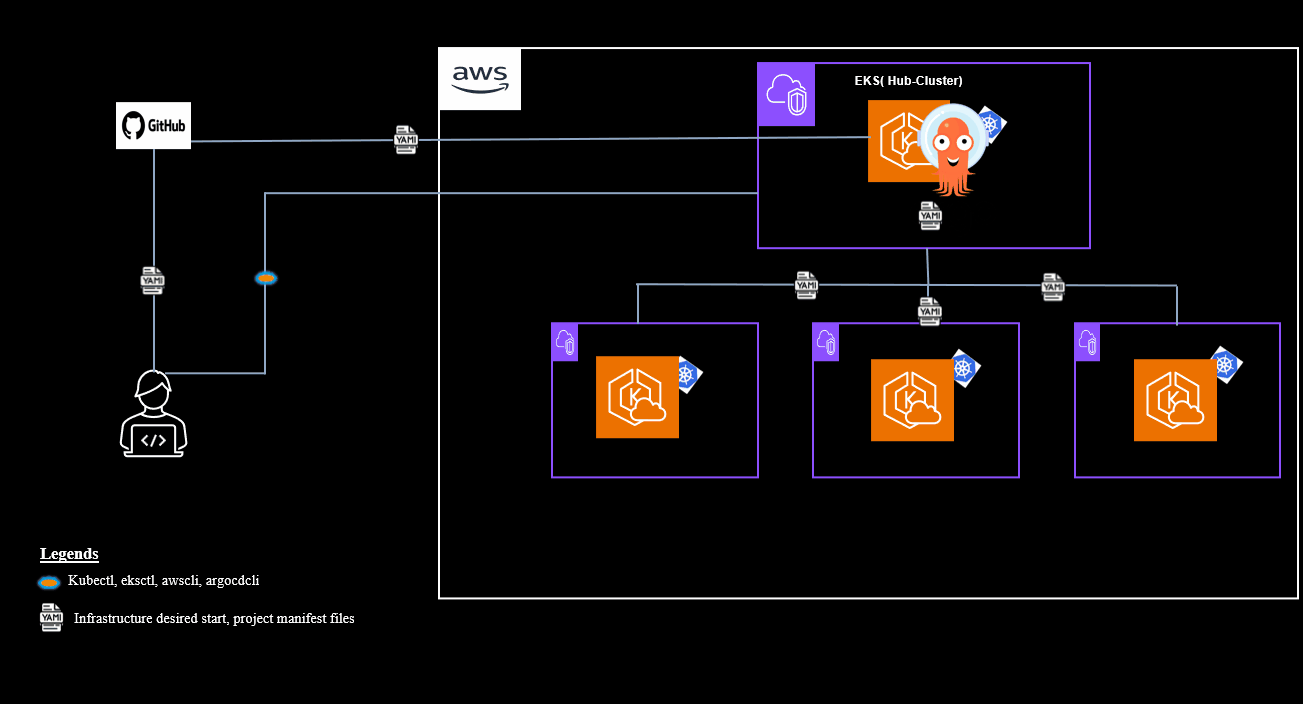 aws
EKS( Hub-Cluster)
GitHub
YAMl
YAMl
YAMl
YAMl
YAMl
YAMl
</>
Legends
Kubectl, eksctl, awscli, argocdcli
YAMl
Infrastructure desired start, project manifest files